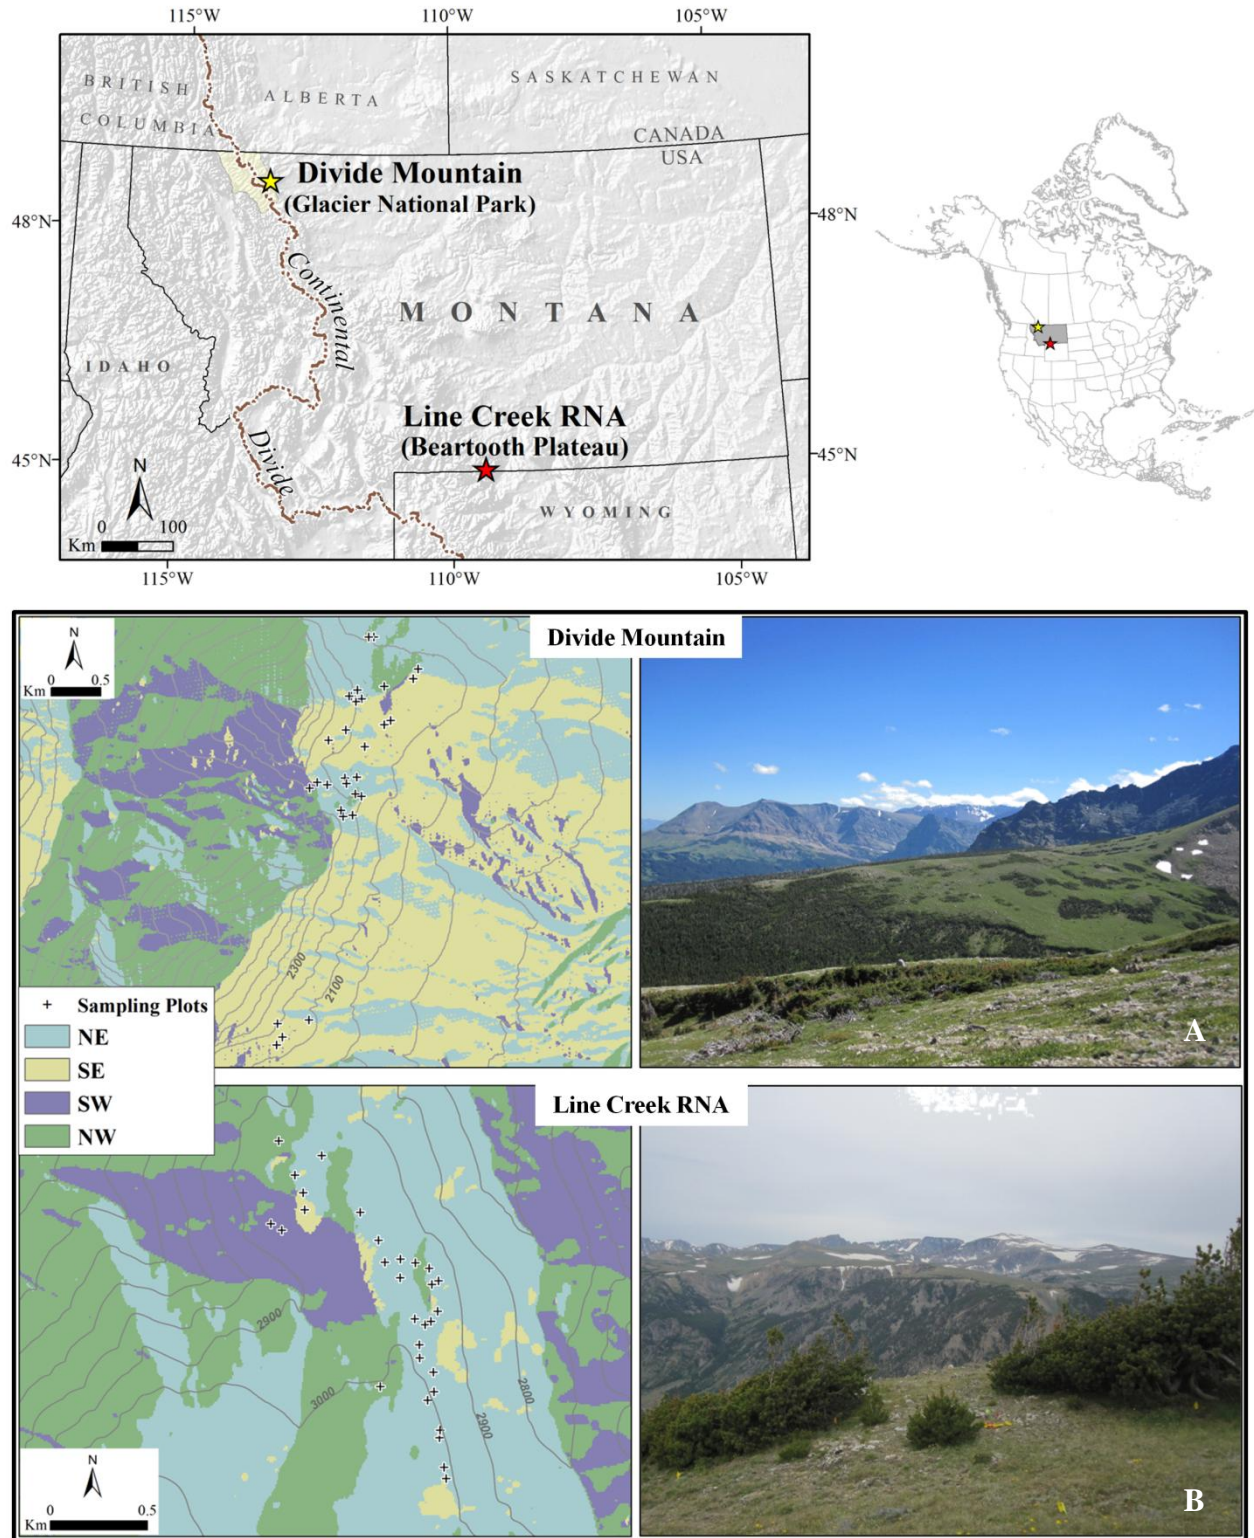 115°W
110°W
105°W
BRITISH
COLUMBIA
ALBERTA
SASKATCHEWAN
CANADA
USA
Divide Mountain
(Glacier National Park)
48°N
48°N
Continental
Divide
MONTANA
IDAHO
Line Creek RNA
(Beartooth Plateau)
45°N
45°N
N
0 100
Km
WYOMING
115°W
110°W
105°W
N
0 0.5
Km
Divide Mountain
2300
2100
A
Sampling Plots
NE
SE
SW
NW
Line Creek RNA
2900
3000
2900
2800
N
0 0.5
Km
B